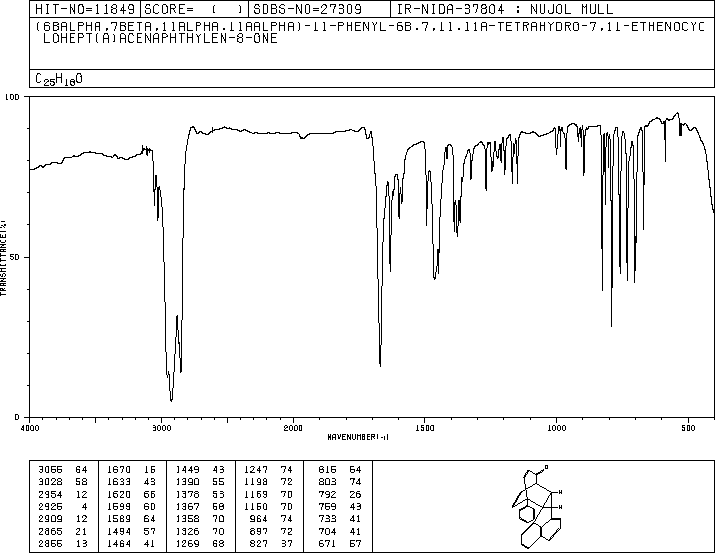 HIT-NO=11849 SCORE= ( ) SDBS-NO=27309 IR-NIDA-37804 : NUJOL MULL
(6BALPHA,7BETA,11ALPHA,11AALPHA)-11-PHENYL-6B,7,11,11A-TETRAHYDRO-7,11-ETHENOCYC
LOHEPT(A)ACENAPHTHYLEN-8-ONE
C25H18O
100
50
0
TRANSMITTANCE(%)
4000 3000 2000 1500 1000 500
WAVENUMBER(-1)
3055 64 1670 15 1449 43 1247 74 815 64
3028 58 1633 43 1390 55 1198 72 803 74
2954 12 1620 66 1378 53 1169 70 792 26
2925 4 1599 60 1367 58 1150 70 759 43
2909 12 1589 64 1358 70 964 74 733 41
2865 21 1494 57 1326 70 897 72 704 41
2855 13 1464 41 1269 68 827 37 671 57
O
H
H